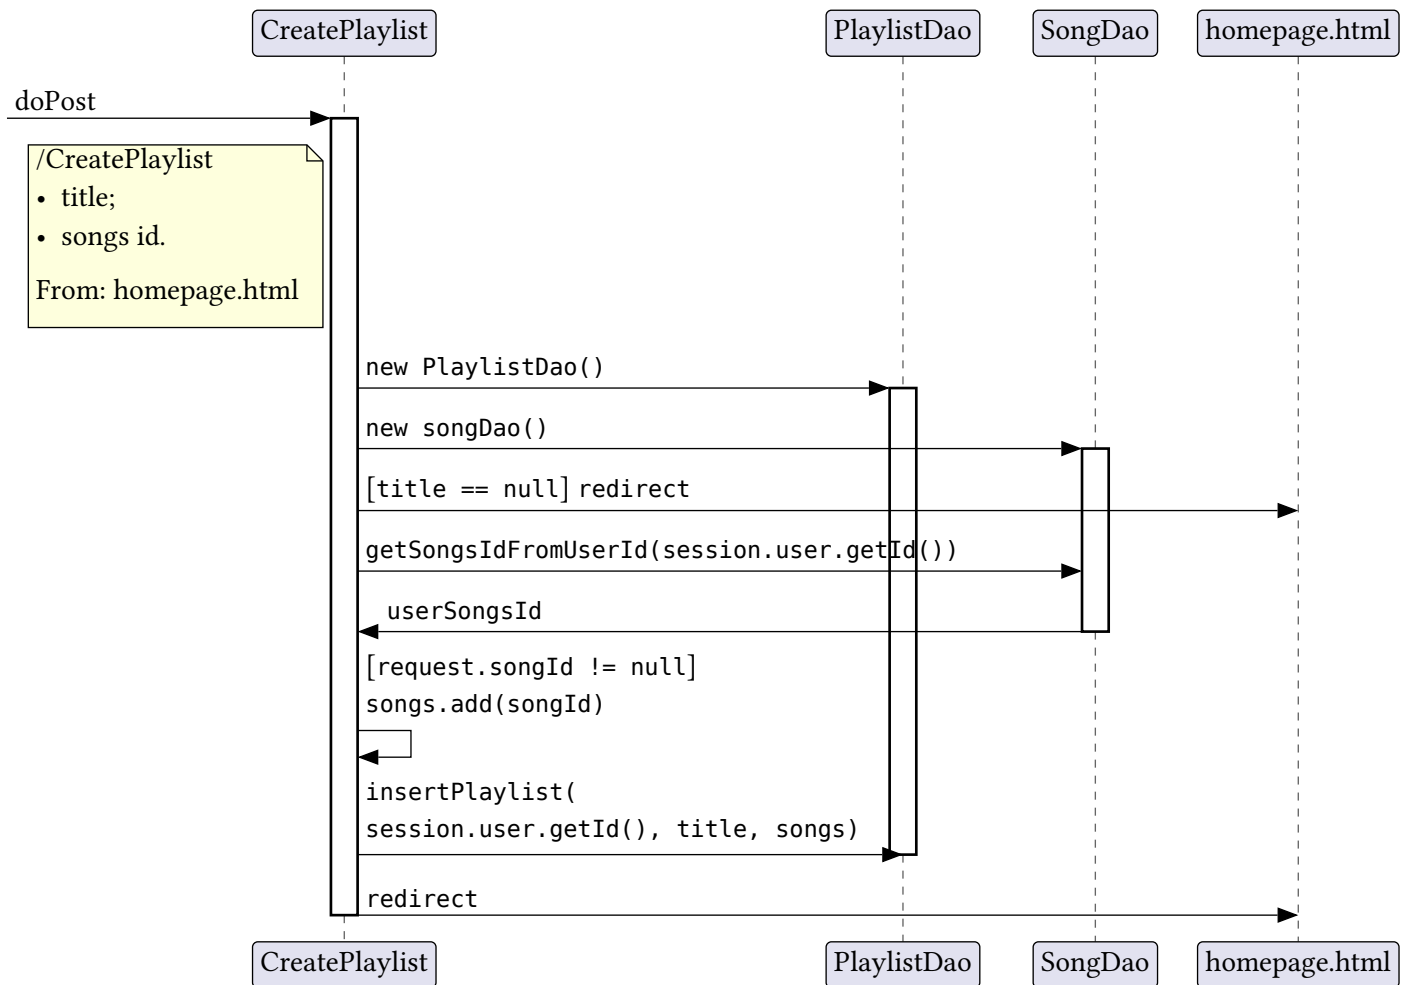 CreatePlaylist PlaylistDao SongDao homepage.html
doPost
/CreatePlaylist
• title;
• songs id.
From: homepage.html
new PlaylistDao()
new songDao()
[title == null] redirect
getSongsIdFromUserId(session.user.getId())
userSongsId
[request.songId != null]
songs.add(songId)
insertPlaylist(
session.user.getId(), title, songs)
redirect
CreatePlaylist PlaylistDao SongDao homepage.html